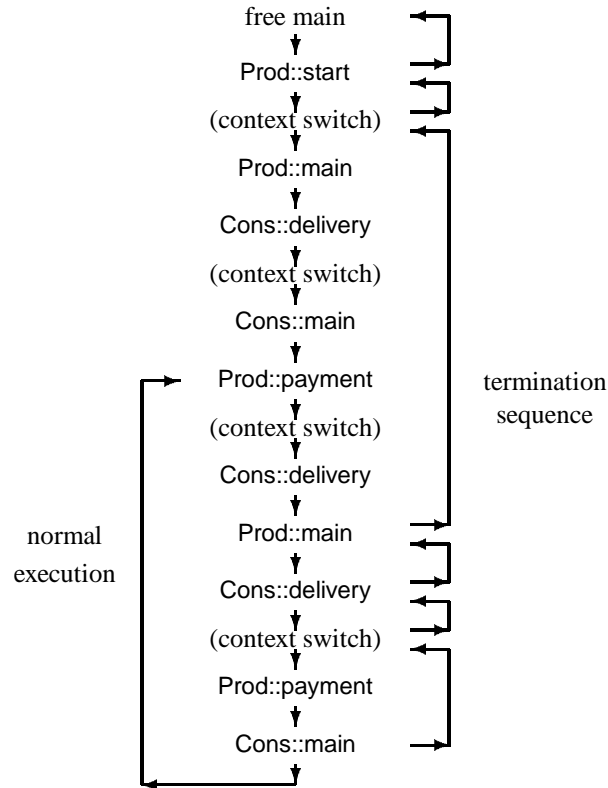 free main
Prod::start
(context switch)
Prod::main
Cons::delivery
(context switch)
Cons::main
Prod::payment
(context switch)
Cons::delivery
Prod::main
Cons::delivery
(context switch)
Prod::payment
Cons::main
normal
execution
termination
sequence